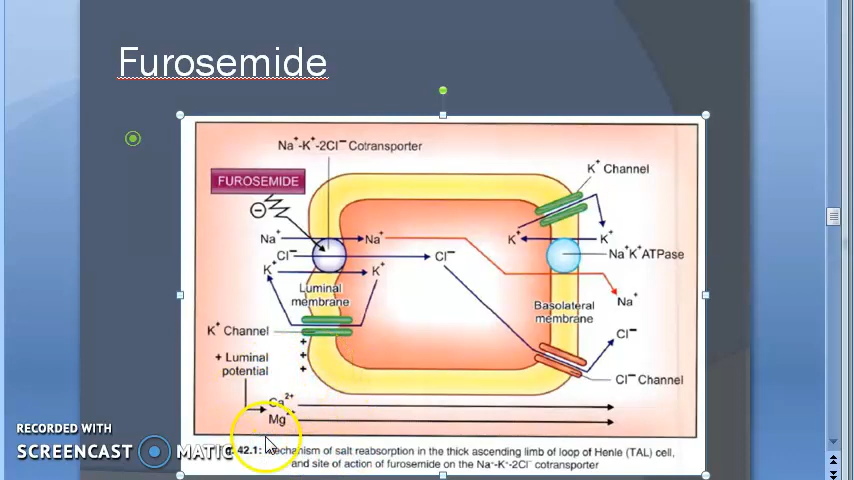 Furosemide
Na⁺-K⁺-2Cl⁻ Cotransporter
K⁺ Channel
FUROSEMIDE
Na⁺
Na⁺
K⁺
K⁺
Cl⁻
Cl⁻
Na⁺K⁺ATPase
K⁺
K⁺
Luminal
membrane
Basolateral
membrane
Na⁺
K⁺ Channel
Cl⁻
+ Luminal
potential
+
+
+
Cl⁻ Channel
Ca²⁺
Mg
42.1: Mechanism of salt reabsorption in the thick ascending limb of loop of Henle (TAL) cell,
and site of action of furosemide on the Na⁺-K⁺-2Cl⁻ cotransporter
RECORDED WITH
SCREENCAST MATIC